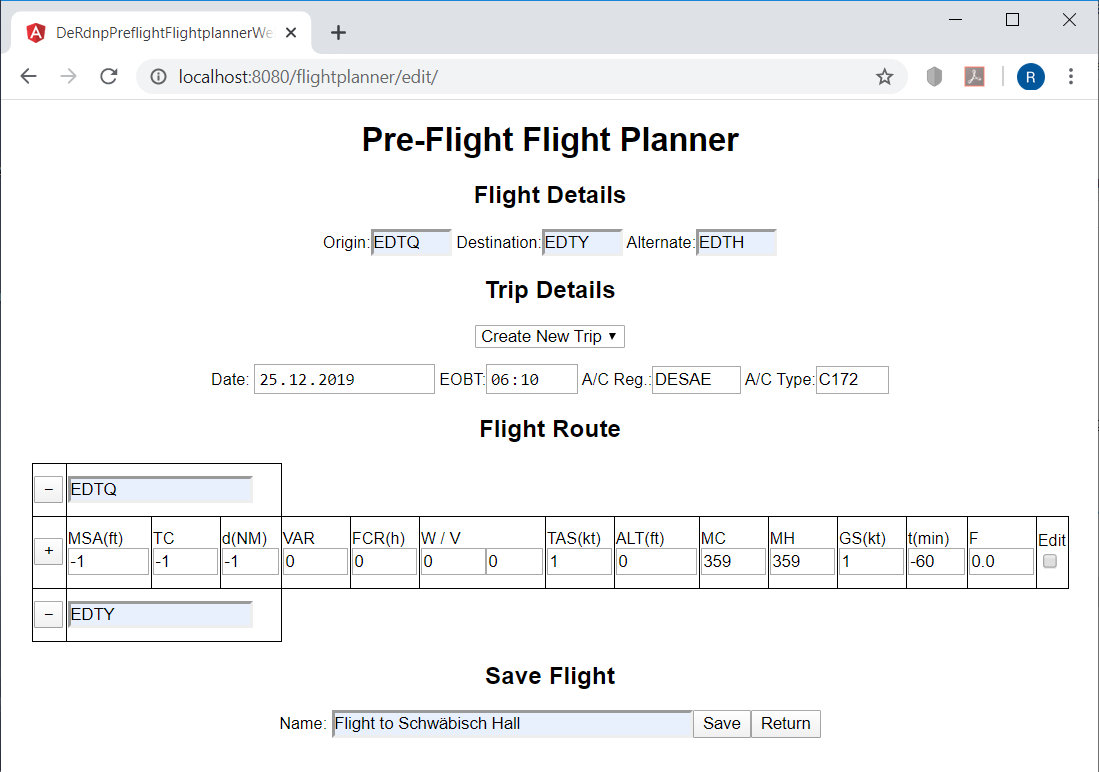 DeRdnpPreflightFlightplannerWe
localhost:8080/flightplanner/edit/
R
Pre-Flight Flight Planner
Flight Details
Origin: EDTQ Destination: EDTY Alternate: EDTH
Trip Details
Create New Trip
Date: 25.12.2019 EOBT: 06:10 A/C Reg.: DESAE A/C Type: C172
Flight Route
− EDTQ
MSA(ft) TC d(NM) VAR FCR(h) W / V TAS(kt) ALT(ft) MC MH GS(kt) t(min) F Edit
+ -1 -1 -1 0 0 0 0 1 0 359 359 1 -60 0.0
− EDTY
Save Flight
Name: Flight to Schwäbisch Hall Save Return